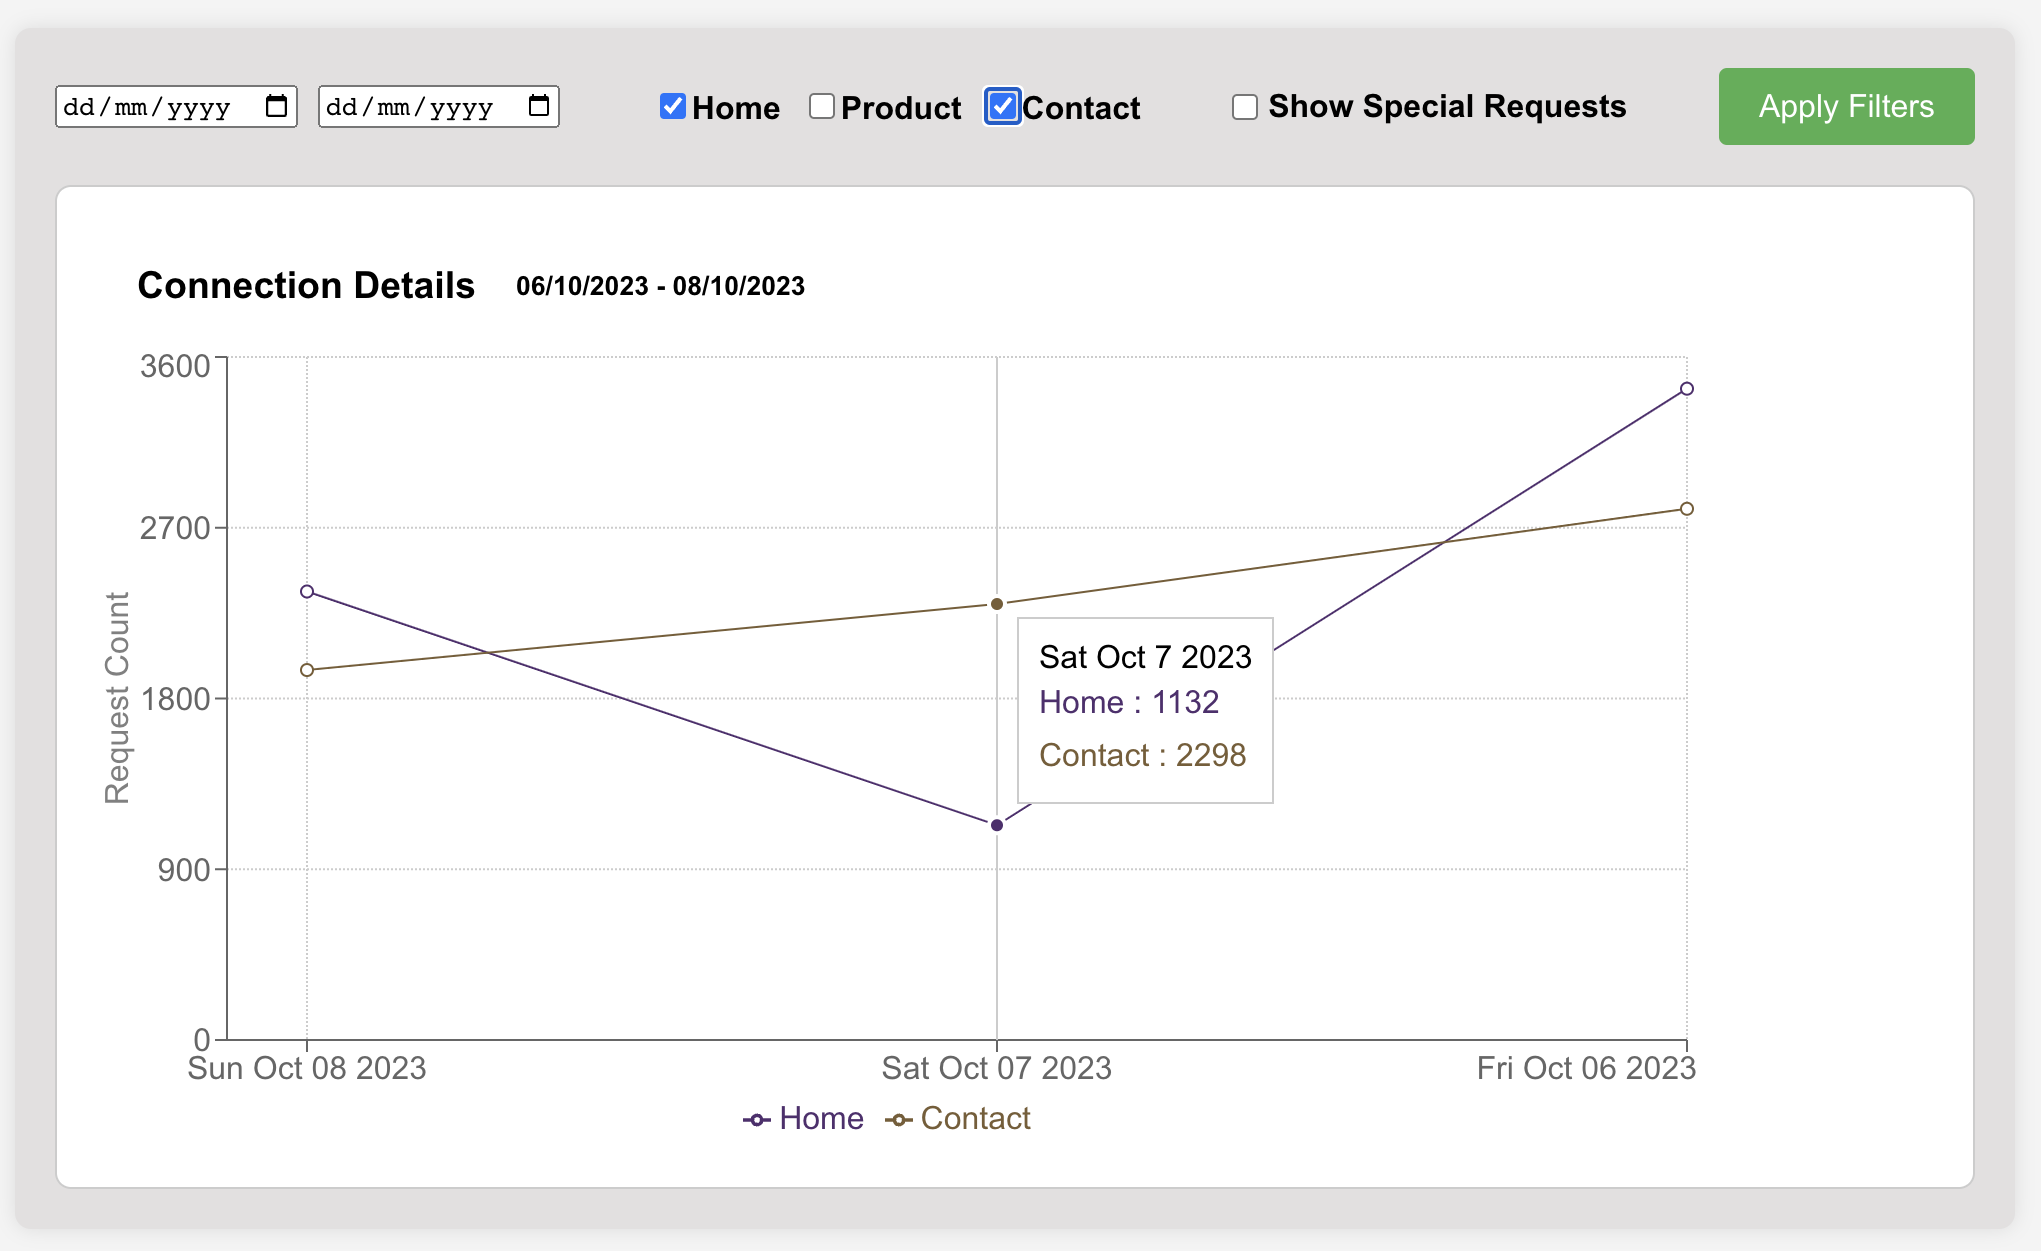 dd/mm/yyyy dd/mm/yyyy Home Product Contact Show Special Requests Apply Filters
Connection Details 06/10/2023 - 08/10/2023
3600
2700
1800
900
0
Request Count
Sat Oct 7 2023
Home : 1132
Contact : 2298
Sun Oct 08 2023 Sat Oct 07 2023 Fri Oct 06 2023
Home Contact